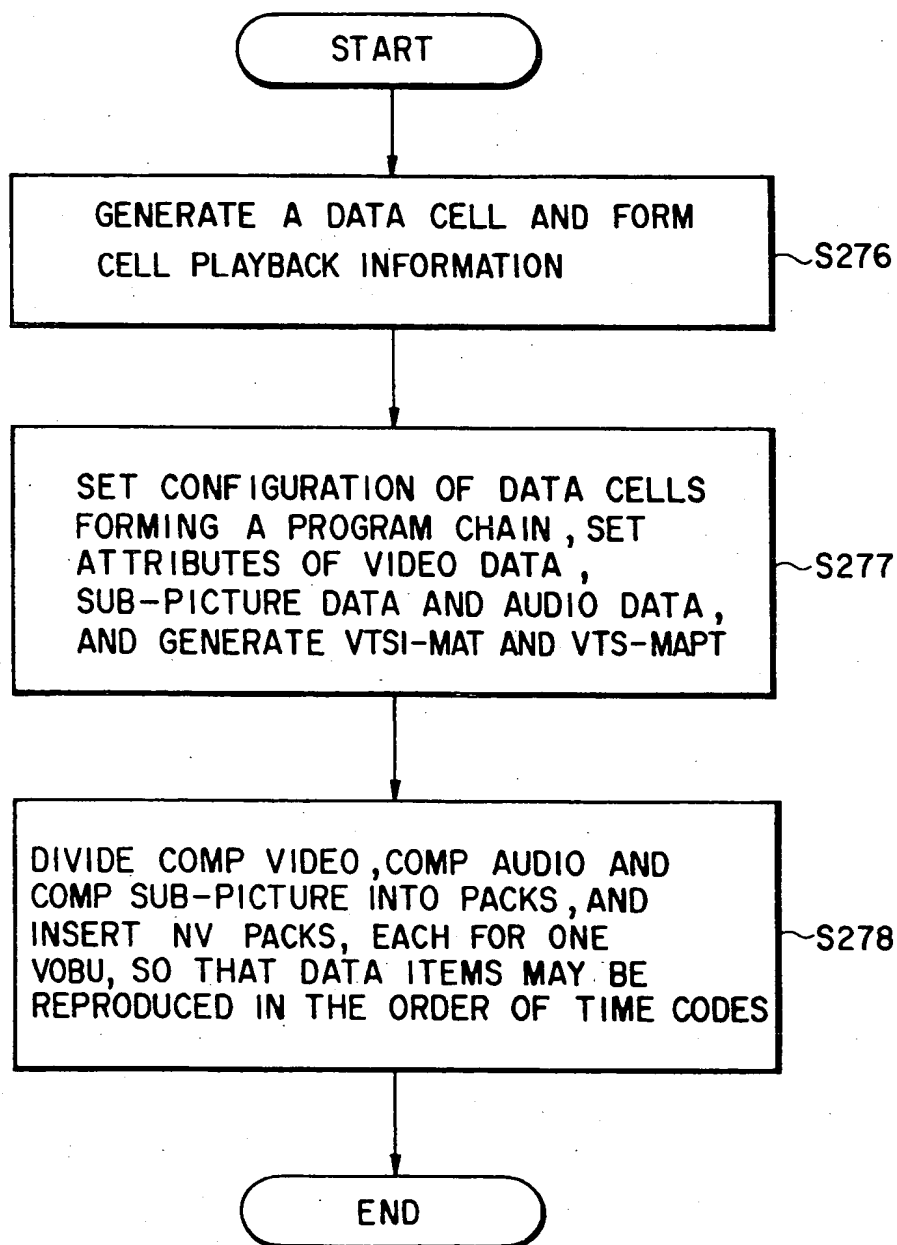 START
GENERATE A DATA CELL AND FORM
CELL PLAYBACK INFORMATION
S276
SET CONFIGURATION OF DATA CELLS
FORMING A PROGRAM CHAIN, SET
ATTRIBUTES OF VIDEO DATA,
SUB-PICTURE DATA AND AUDIO DATA,
AND GENERATE VTSI-MAT AND VTS-MAPT
S277
DIVIDE COMP VIDEO, COMP AUDIO AND
COMP SUB-PICTURE INTO PACKS, AND
INSERT NV PACKS, EACH FOR ONE
VOBU, SO THAT DATA ITEMS MAY BE
REPRODUCED IN THE ORDER OF TIME CODES
S278
END